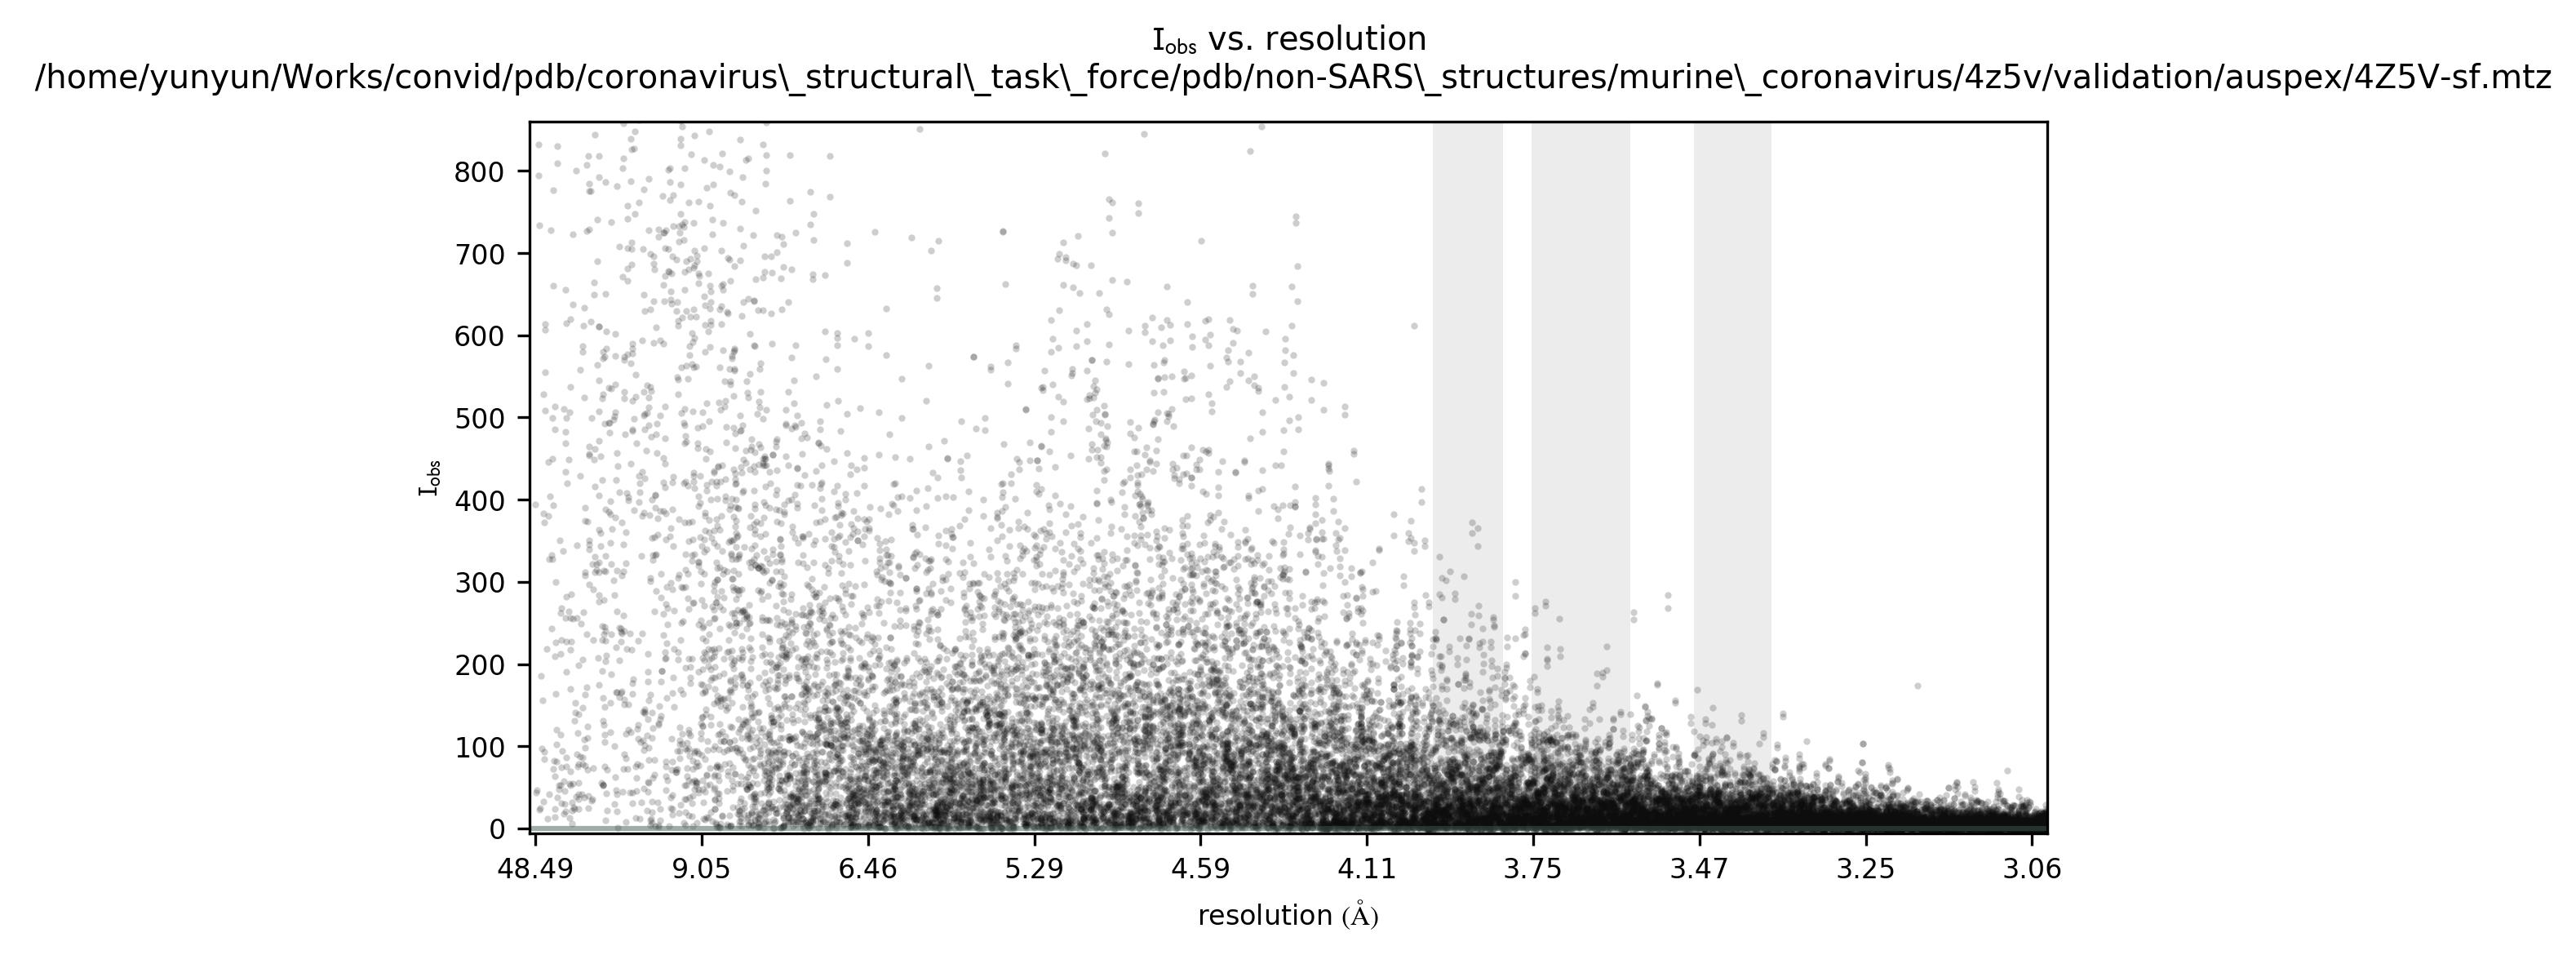 I_obs vs. resolution
/home/yunyun/Works/convid/pdb/coronavirus\_structural\_task\_force/pdb/non-SARS\_structures/murine\_coronavirus/4z5v/validation/auspex/4Z5V-sf.mtz
800
700
600
500
400
300
200
100
0
I_obs
48.49 9.05 6.46 5.29 4.59 4.11 3.75 3.47 3.25 3.06
resolution (Å)